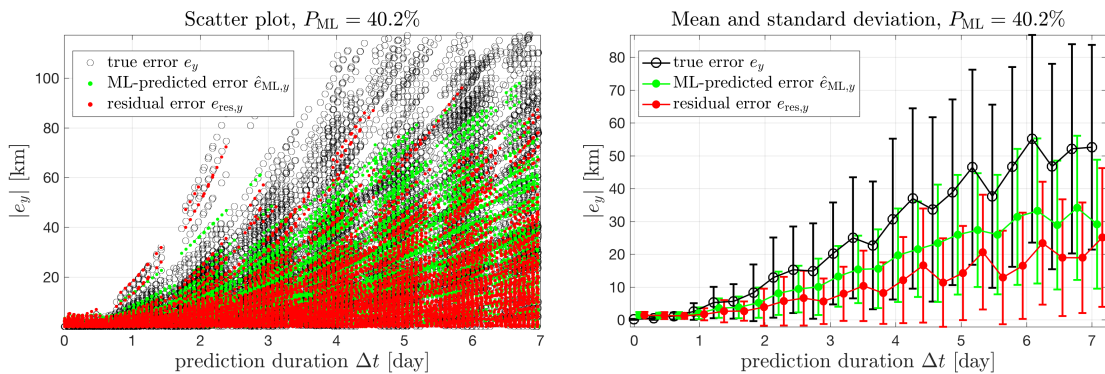 Scatter plot, P_ML = 40.2%
true error e_y
ML-predicted error ê_ML,y
residual error e_res,y
|e_y| [km]
100
80
60
40
20
0 1 2 3 4 5 6 7
prediction duration Δt [day]
Mean and standard deviation, P_ML = 40.2%
true error e_y
ML-predicted error ê_ML,y
residual error e_res,y
|e_y| [km]
80
70
60
50
40
30
20
10
0
0 1 2 3 4 5 6 7
prediction duration Δt [day]